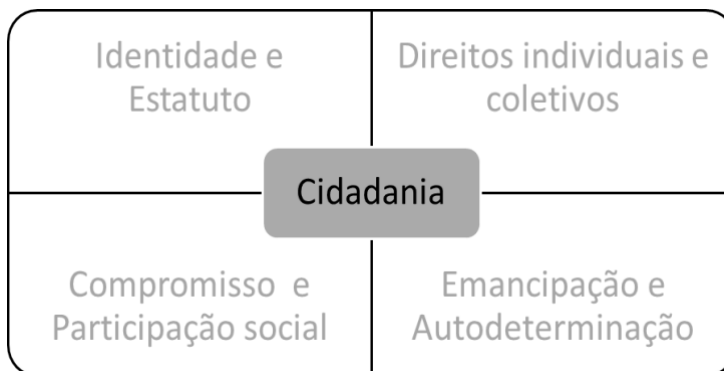 Identidade e
Estatuto
Direitos individuais e
coletivos
Cidadania
Compromisso e
Participação social
Emancipação e
Autodeterminação